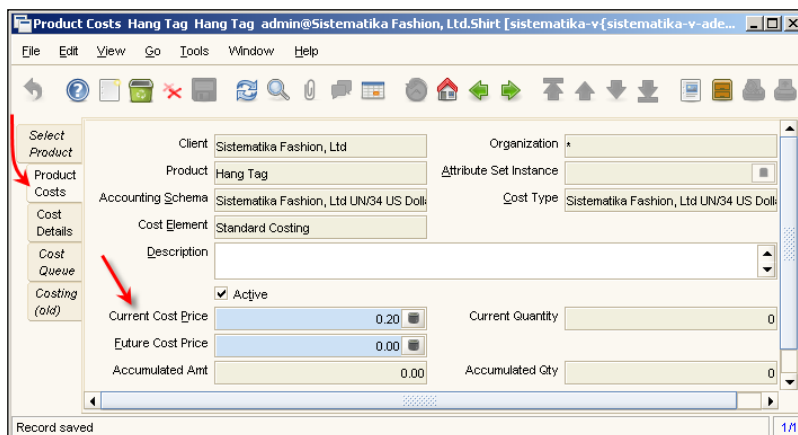 Product Costs Hang Tag Hang Tag admin@Sistematika Fashion, Ltd.Shirt [sistematika-v{sistematika-v-ade...
File Edit View Go Tools Window Help
Select Product
Product Costs
Cost Details
Cost Queue
Costing (old)
Client Sistematika Fashion, Ltd Organization *
Product Hang Tag Attribute Set Instance
Accounting Schema Sistematika Fashion, Ltd UN/34 US Doll Cost Type Sistematika Fashion, Ltd UN/34 US Doll
Cost Element Standard Costing
Description
Active
Current Cost Price 0.20 Current Quantity 0
Future Cost Price 0.00
Accumulated Amt 0.00 Accumulated Qty 0
Record saved 1/1